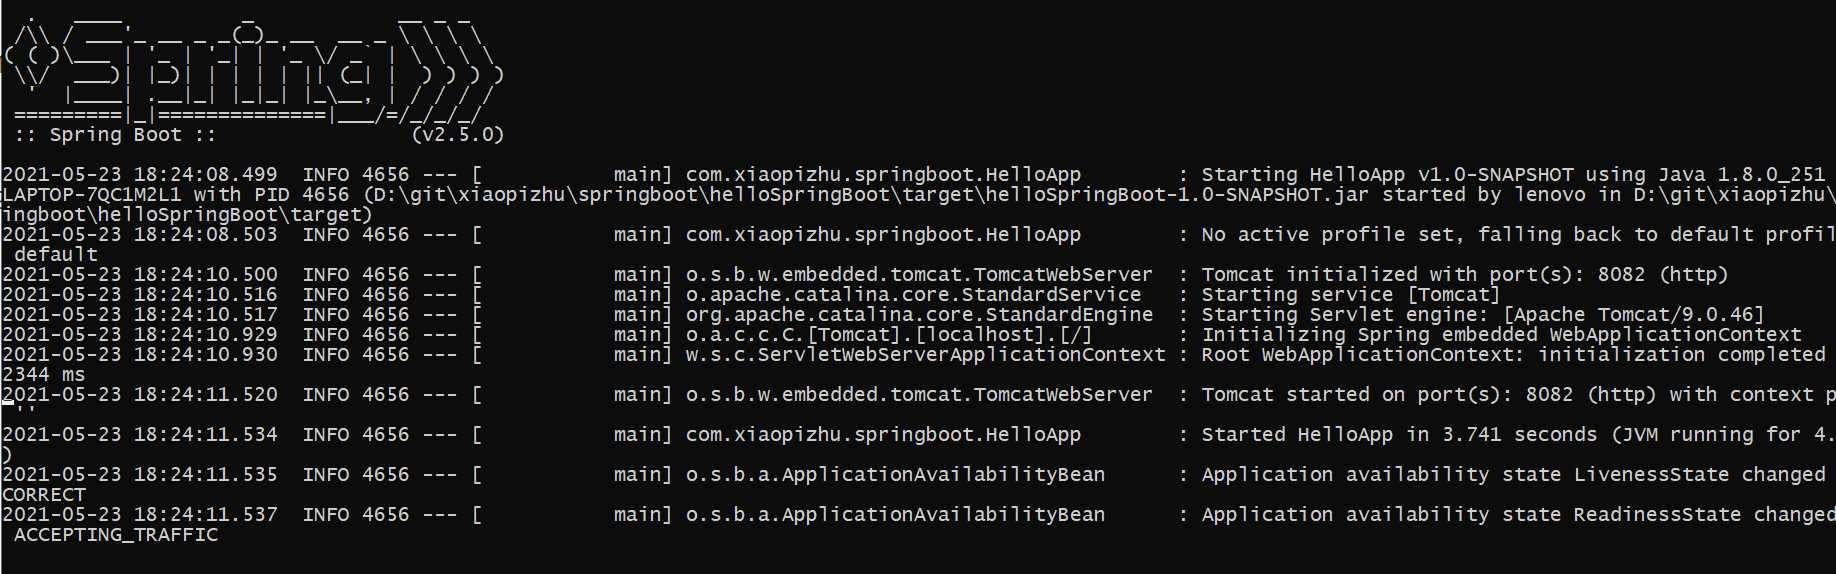 .   ____          _            __ _ _
 /\\ / ___'_ __ _ _(_)_ __  __ _ \ \ \ \
( ( )\___ | '_ | '_| | '_ \/ _` | \ \ \ \
 \\/  ___)| |_)| | | | | || (_| |  ) ) ) )
  '  |____| .__|_| |_|_| |_\__, | / / / /
 =========|_|==============|___/=/_/_/_/
 :: Spring Boot ::                (v2.5.0)
2021-05-23 18:24:08.499  INFO 4656 --- [           main] com.xiaopizhu.springboot.HelloApp        : Starting HelloApp v1.0-SNAPSHOT using Java 1.8.0_251
LAPTOP-7QC1M2L1 with PID 4656 (D:\git\xiaopizhu\springboot\helloSpringBoot\target\helloSpringBoot-1.0-SNAPSHOT.jar started by lenovo in D:\git\xiaopizhu\
ingboot\helloSpringBoot\target)
2021-05-23 18:24:08.503  INFO 4656 --- [           main] com.xiaopizhu.springboot.HelloApp        : No active profile set, falling back to default profil
 default
2021-05-23 18:24:10.500  INFO 4656 --- [           main] o.s.b.w.embedded.tomcat.TomcatWebServer  : Tomcat initialized with port(s): 8082 (http)
2021-05-23 18:24:10.516  INFO 4656 --- [           main] o.apache.catalina.core.StandardService   : Starting service [Tomcat]
2021-05-23 18:24:10.517  INFO 4656 --- [           main] org.apache.catalina.core.StandardEngine  : Starting Servlet engine: [Apache Tomcat/9.0.46]
2021-05-23 18:24:10.929  INFO 4656 --- [           main] o.a.c.c.C.[Tomcat].[localhost].[/]       : Initializing Spring embedded WebApplicationContext
2021-05-23 18:24:10.930  INFO 4656 --- [           main] w.s.c.ServletWebServerApplicationContext : Root WebApplicationContext: initialization completed
2344 ms
2021-05-23 18:24:11.520  INFO 4656 --- [           main] o.s.b.w.embedded.tomcat.TomcatWebServer  : Tomcat started on port(s): 8082 (http) with context p
 ''
2021-05-23 18:24:11.534  INFO 4656 --- [           main] com.xiaopizhu.springboot.HelloApp        : Started HelloApp in 3.741 seconds (JVM running for 4.
)
2021-05-23 18:24:11.535  INFO 4656 --- [           main] o.s.b.a.ApplicationAvailabilityBean      : Application availability state LivenessState changed
CORRECT
2021-05-23 18:24:11.537  INFO 4656 --- [           main] o.s.b.a.ApplicationAvailabilityBean      : Application availability state ReadinessState changed
 ACCEPTING_TRAFFIC